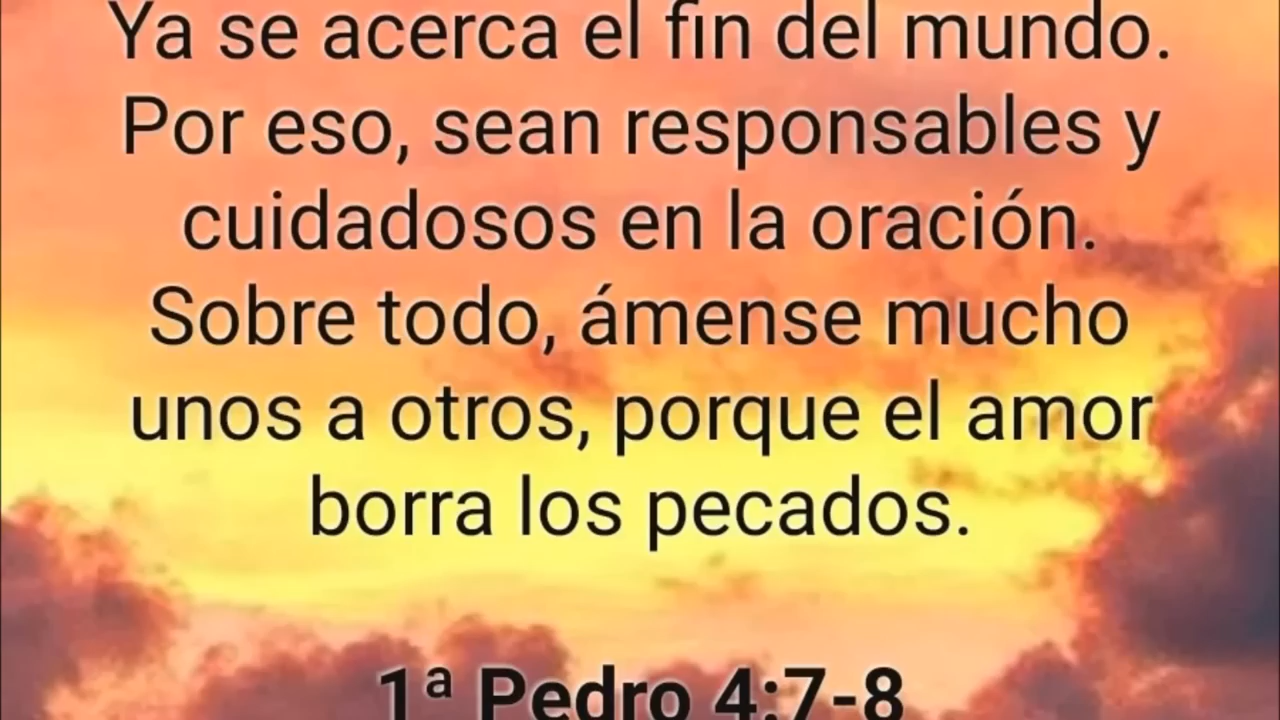 Ya se acerca el fin del mundo.
Por eso, sean responsables y
cuidadosos en la oración.
Sobre todo, ámense mucho
unos a otros, porque el amor
borra los pecados.
1ª Pedro 4:7-8